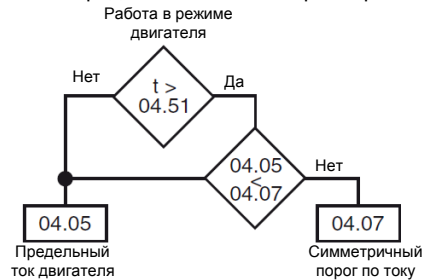 Работа в режиме
двигателя
Нет
t >
04.51
Да
04.05
<
04.07
Нет
04.05
04.07
Предельный
ток двигателя
Симметричный
порог по току